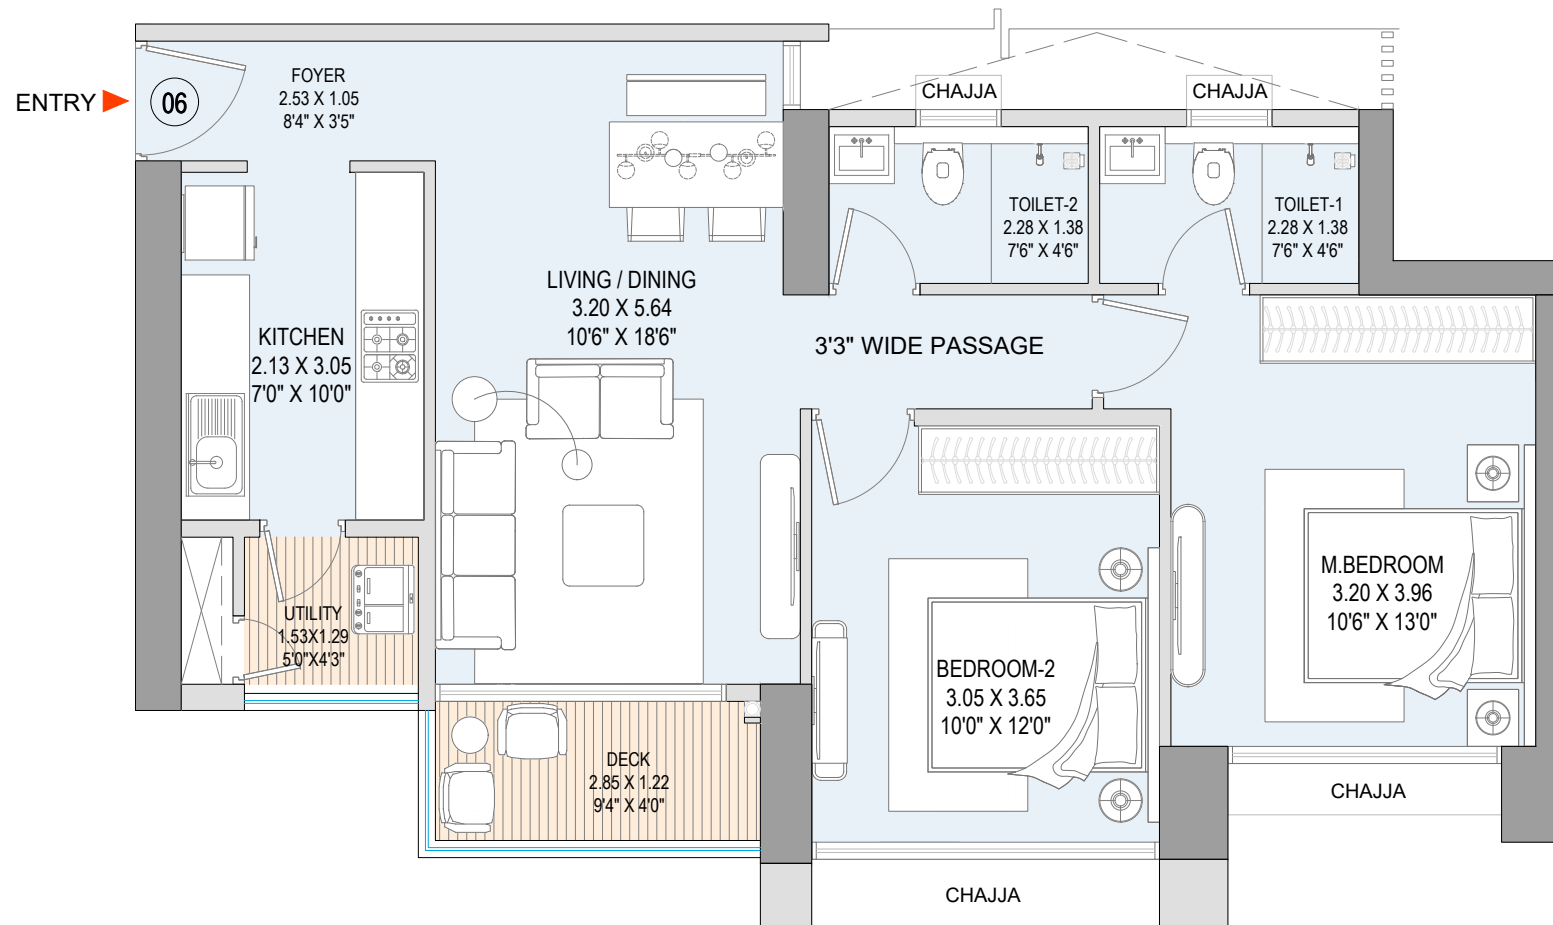 ENTRY
06
FOYER
2.53 X 1.05
8'4" X 3'5"
CHAJJA
CHAJJA
TOILET-2
2.28 X 1.38
7'6" X 4'6"
TOILET-1
2.28 X 1.38
7'6" X 4'6"
LIVING / DINING
3.20 X 5.64
10'6" X 18'6"
KITCHEN
2.13 X 3.05
7'0" X 10'0"
3'3" WIDE PASSAGE
M.BEDROOM
3.20 X 3.96
10'6" X 13'0"
UTILITY
1.53X1.29
5'0"X4'3"
BEDROOM-2
3.05 X 3.65
10'0" X 12'0"
DECK
2.85 X 1.22
9'4" X 4'0"
CHAJJA
CHAJJA